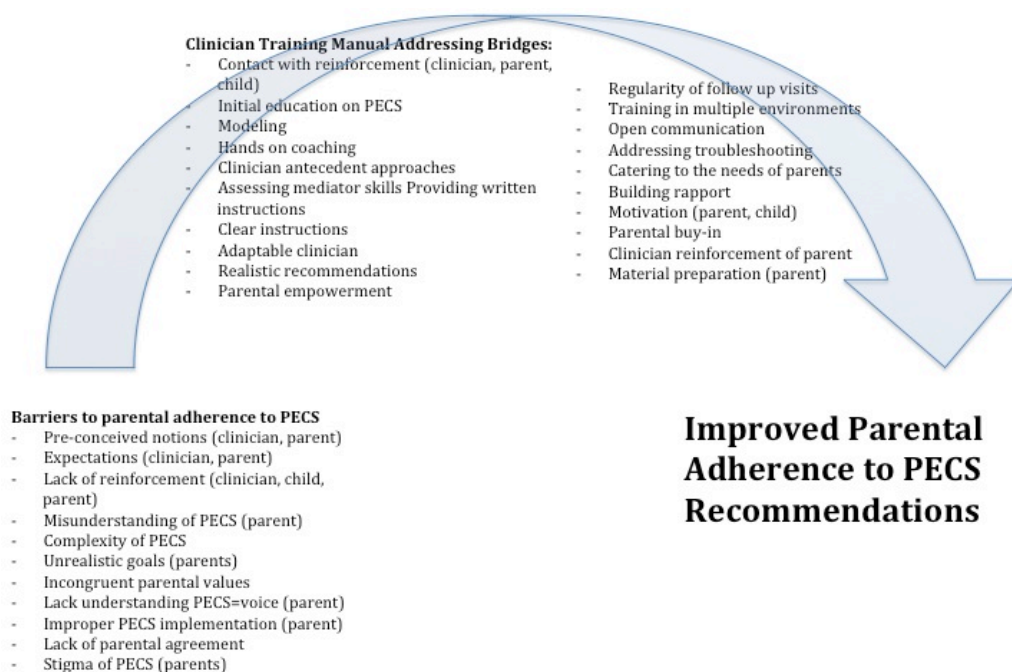 Clinician Training Manual Addressing Bridges:
- Contact with reinforcement (clinician, parent,
child)
- Initial education on PECS
- Modeling
- Hands on coaching
- Clinician antecedent approaches
- Assessing mediator skills Providing written
instructions
- Clear instructions
- Adaptable clinician
- Realistic recommendations
- Parental empowerment
- Regularity of follow up visits
- Training in multiple environments
- Open communication
- Addressing troubleshooting
- Catering to the needs of parents
- Building rapport
- Motivation (parent, child)
- Parental buy-in
- Clinician reinforcement of parent
- Material preparation (parent)
Barriers to parental adherence to PECS
- Pre-conceived notions (clinician, parent)
- Expectations (clinician, parent)
- Lack of reinforcement (clinician, child,
parent)
- Misunderstanding of PECS (parent)
- Complexity of PECS
- Unrealistic goals (parents)
- Incongruent parental values
- Lack understanding PECS=voice (parent)
- Improper PECS implementation (parent)
- Lack of parental agreement
- Stigma of PECS (parents)
Improved Parental
Adherence to PECS
Recommendations